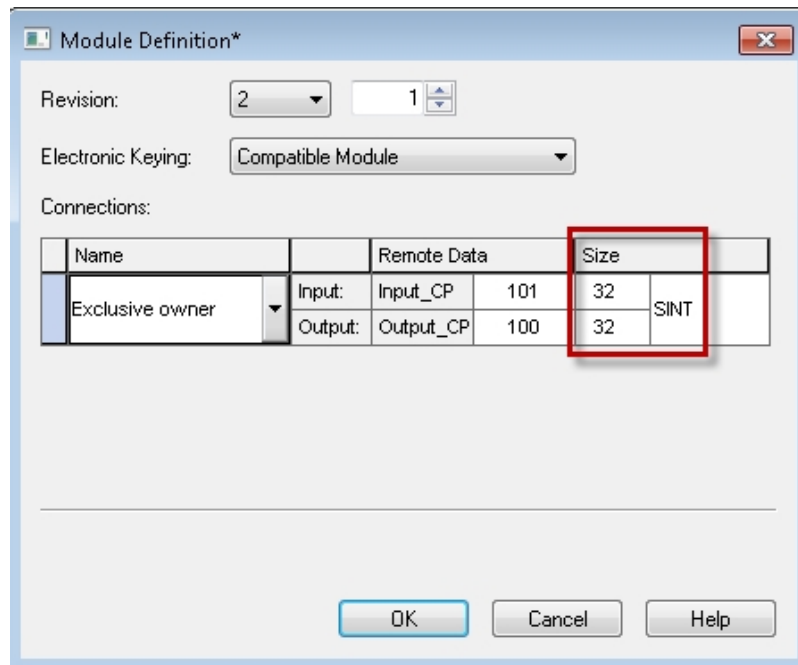 Module Definition*
Revision: 2 1
Electronic Keying: Compatible Module
Connections:
Name Remote Data Size
Exclusive owner Input: Input_CP 101 32 SINT
Output: Output_CP 100 32
OK Cancel Help